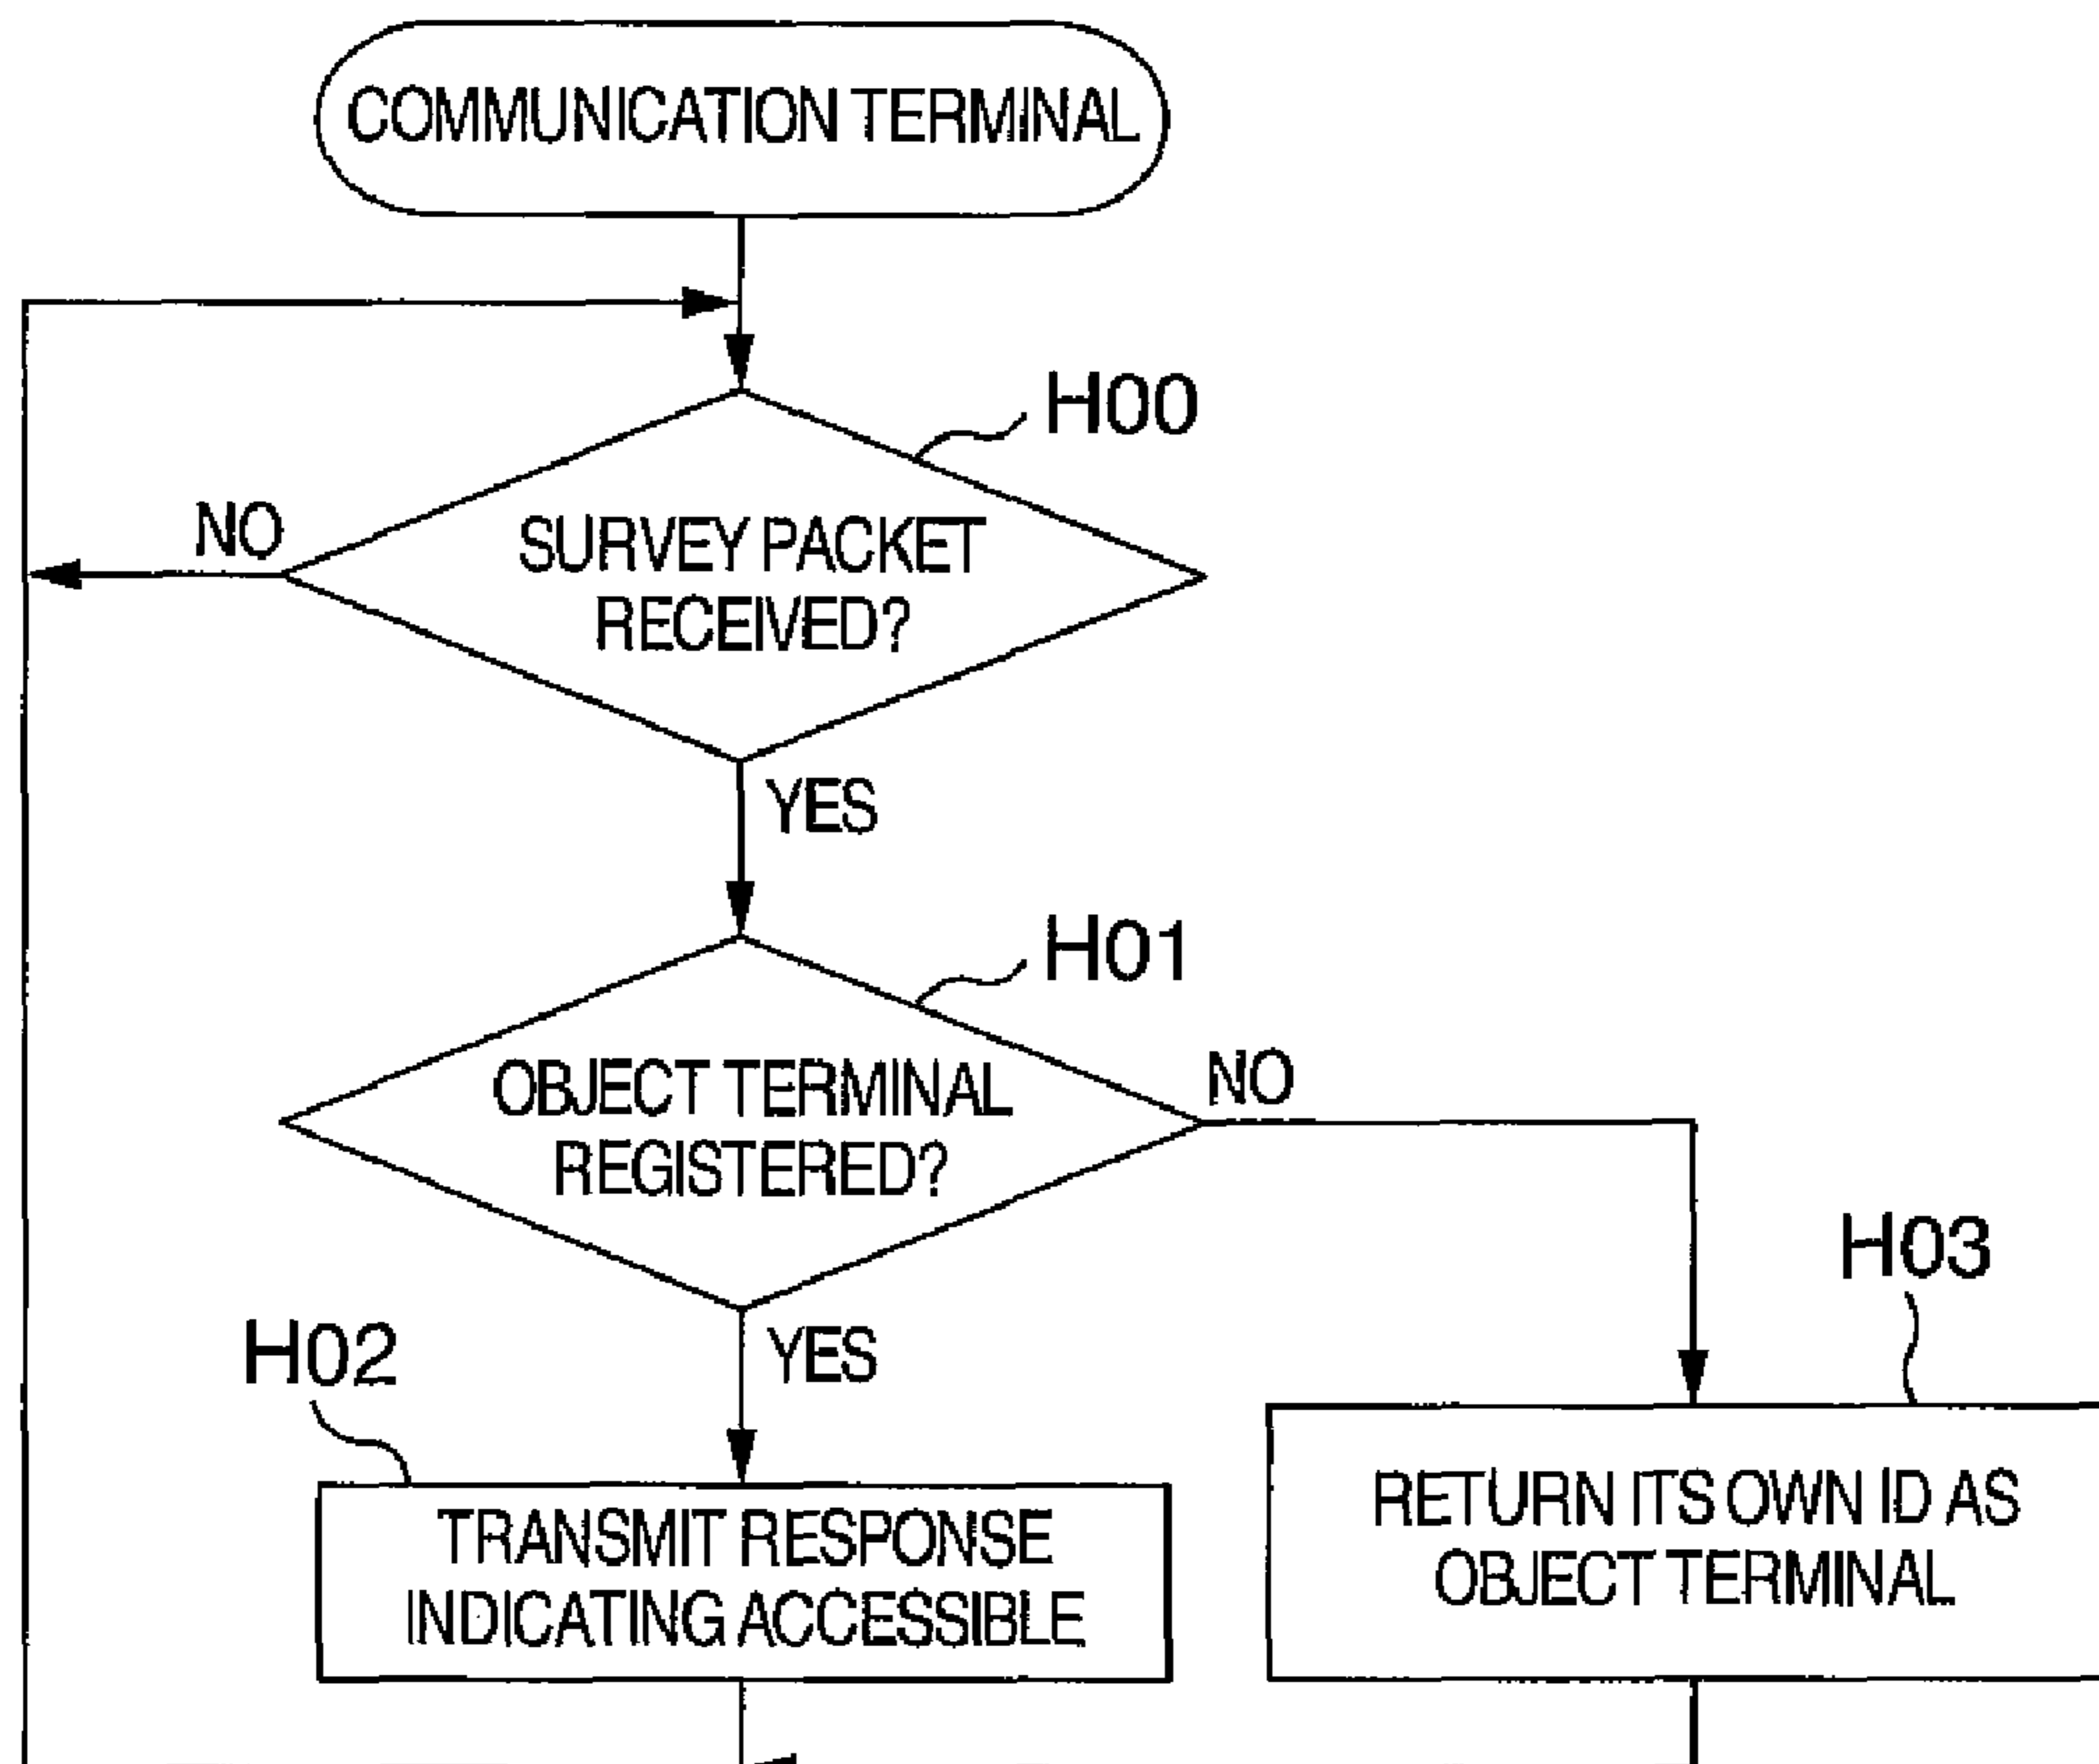 COMMUNICATION TERMINAL
H00
NO
SURVEY PACKET
RECEIVED?
YES
H01
OBJECT TERMINAL
REGISTERED?
NO
H03
H02
YES
TRANSMIT RESPONSE
INDICATING ACCESSIBLE
RETURN ITS OWN ID AS
OBJECT TERMINAL